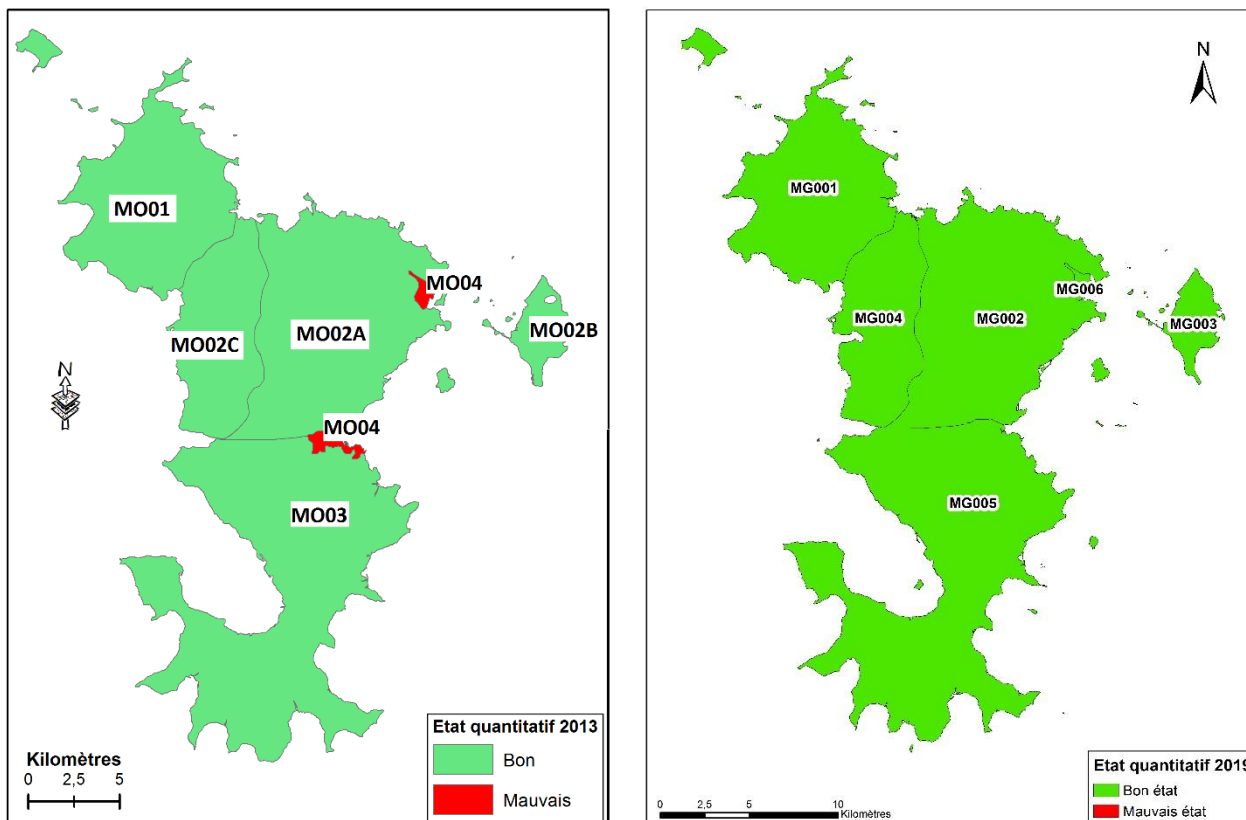 MO01
MO04
MO02B
MO02A
MO02C
N
MO04
MO03
Etat quantitatif 2013
Bon
Mauvais
Kilomètres
0 2,5 5
N
MG001
MG006
MG003
MG004
MG002
MG005
Etat quantitatif 2019
Bon état
Mauvais état
0 2,5 5 10
Kilomètres